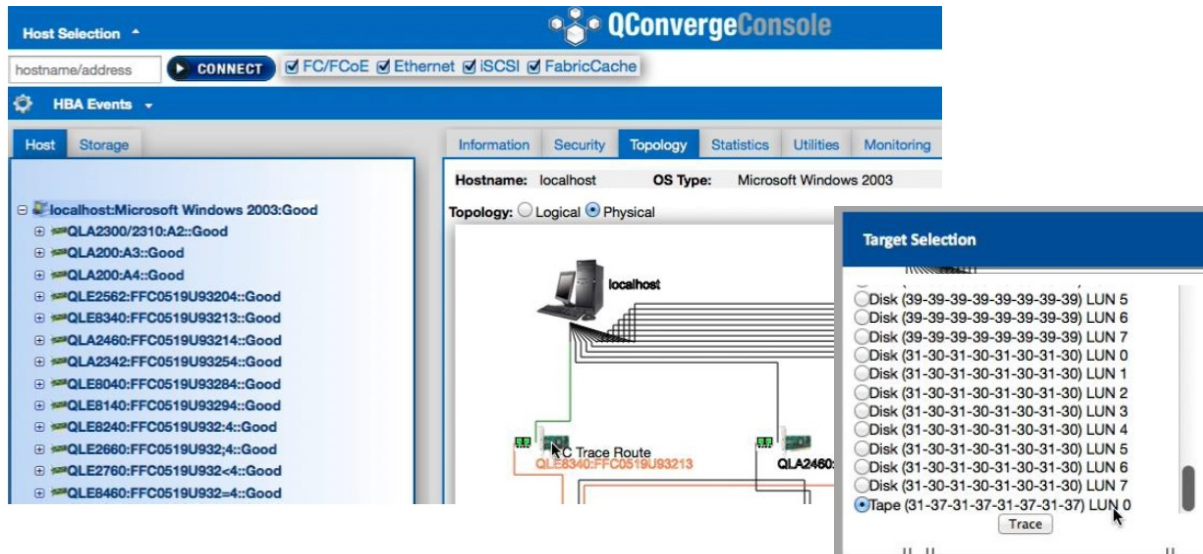 Host Selection
QConvergeConsole
hostname/address CONNECT FC/FCoE Ethernet iSCSI FabricCache
HBA Events
Host Storage
localhost:Microsoft Windows 2003:Good
QLA2300/2310:A2::Good
QLA200:A3::Good
QLA200:A4::Good
QLE2562:FFC0519U93204::Good
QLE8340:FFC0519U93213::Good
QLA2460:FFC0519U93214::Good
QLA2342:FFC0519U93254::Good
QLE8040:FFC0519U93284::Good
QLE8140:FFC0519U93294::Good
QLE8240:FFC0519U932:4::Good
QLE2660:FFC0519U932;4::Good
QLE2760:FFC0519U932<4::Good
QLE8460:FFC0519U932=4::Good
Information Security Topology Statistics Utilities Monitoring
Hostname: localhost OS Type: Microsoft Windows 2003
Topology: Logical Physical
localhost
C Trace Route
QLE8340:FFC0519U93213
QLA2460:
Target Selection
Disk (39-39-39-39-39-39-39-39) LUN 5
Disk (39-39-39-39-39-39-39-39) LUN 6
Disk (39-39-39-39-39-39-39-39) LUN 7
Disk (31-30-31-30-31-30-31-30) LUN 0
Disk (31-30-31-30-31-30-31-30) LUN 1
Disk (31-30-31-30-31-30-31-30) LUN 2
Disk (31-30-31-30-31-30-31-30) LUN 3
Disk (31-30-31-30-31-30-31-30) LUN 4
Disk (31-30-31-30-31-30-31-30) LUN 5
Disk (31-30-31-30-31-30-31-30) LUN 6
Disk (31-30-31-30-31-30-31-30) LUN 7
Tape (31-37-31-37-31-37-31-37) LUN 0
Trace